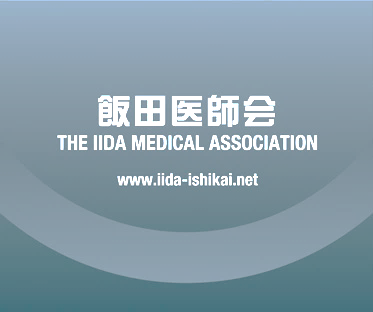 飯田医師会
THE IIDA MEDICAL ASSOCIATION
www.iida-ishikai.net